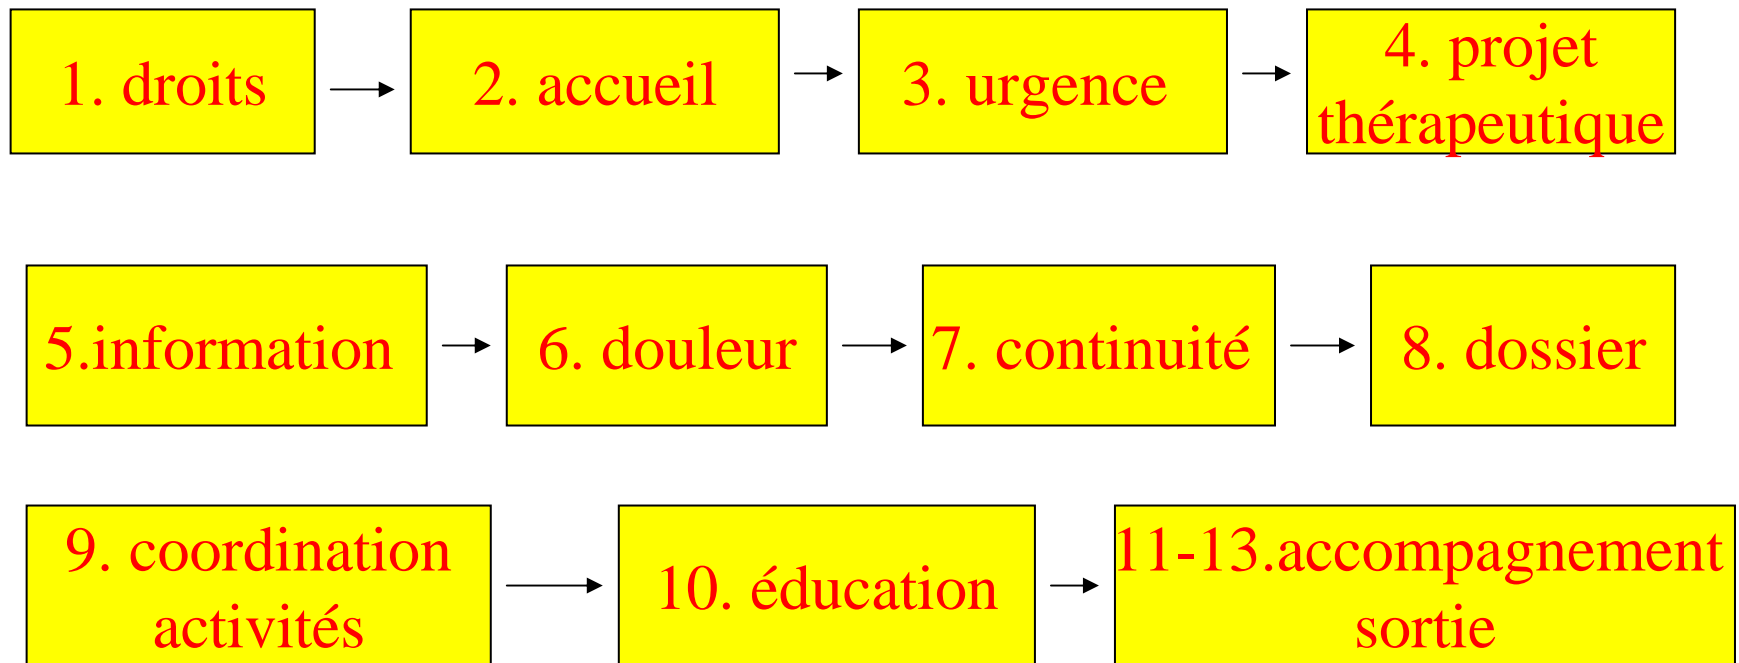 1. droits
2. accueil
3. urgence
4. projet
thérapeutique
5.information
6. douleur
7. continuité
8. dossier
9. coordination
activités
10. éducation
11-13.accompagnement
sortie